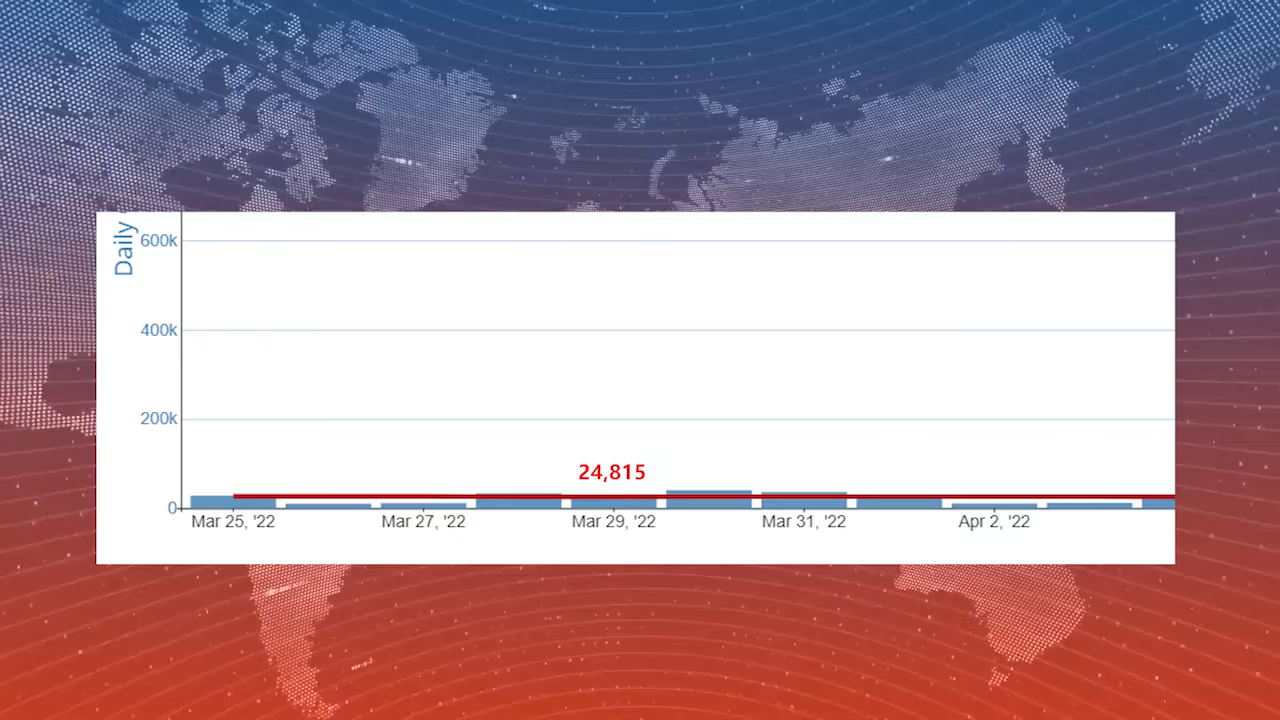 Daily
600k
400k
200k
24,815
0
Mar 25, '22 Mar 27, '22 Mar 29, '22 Mar 31, '22 Apr 2, '22